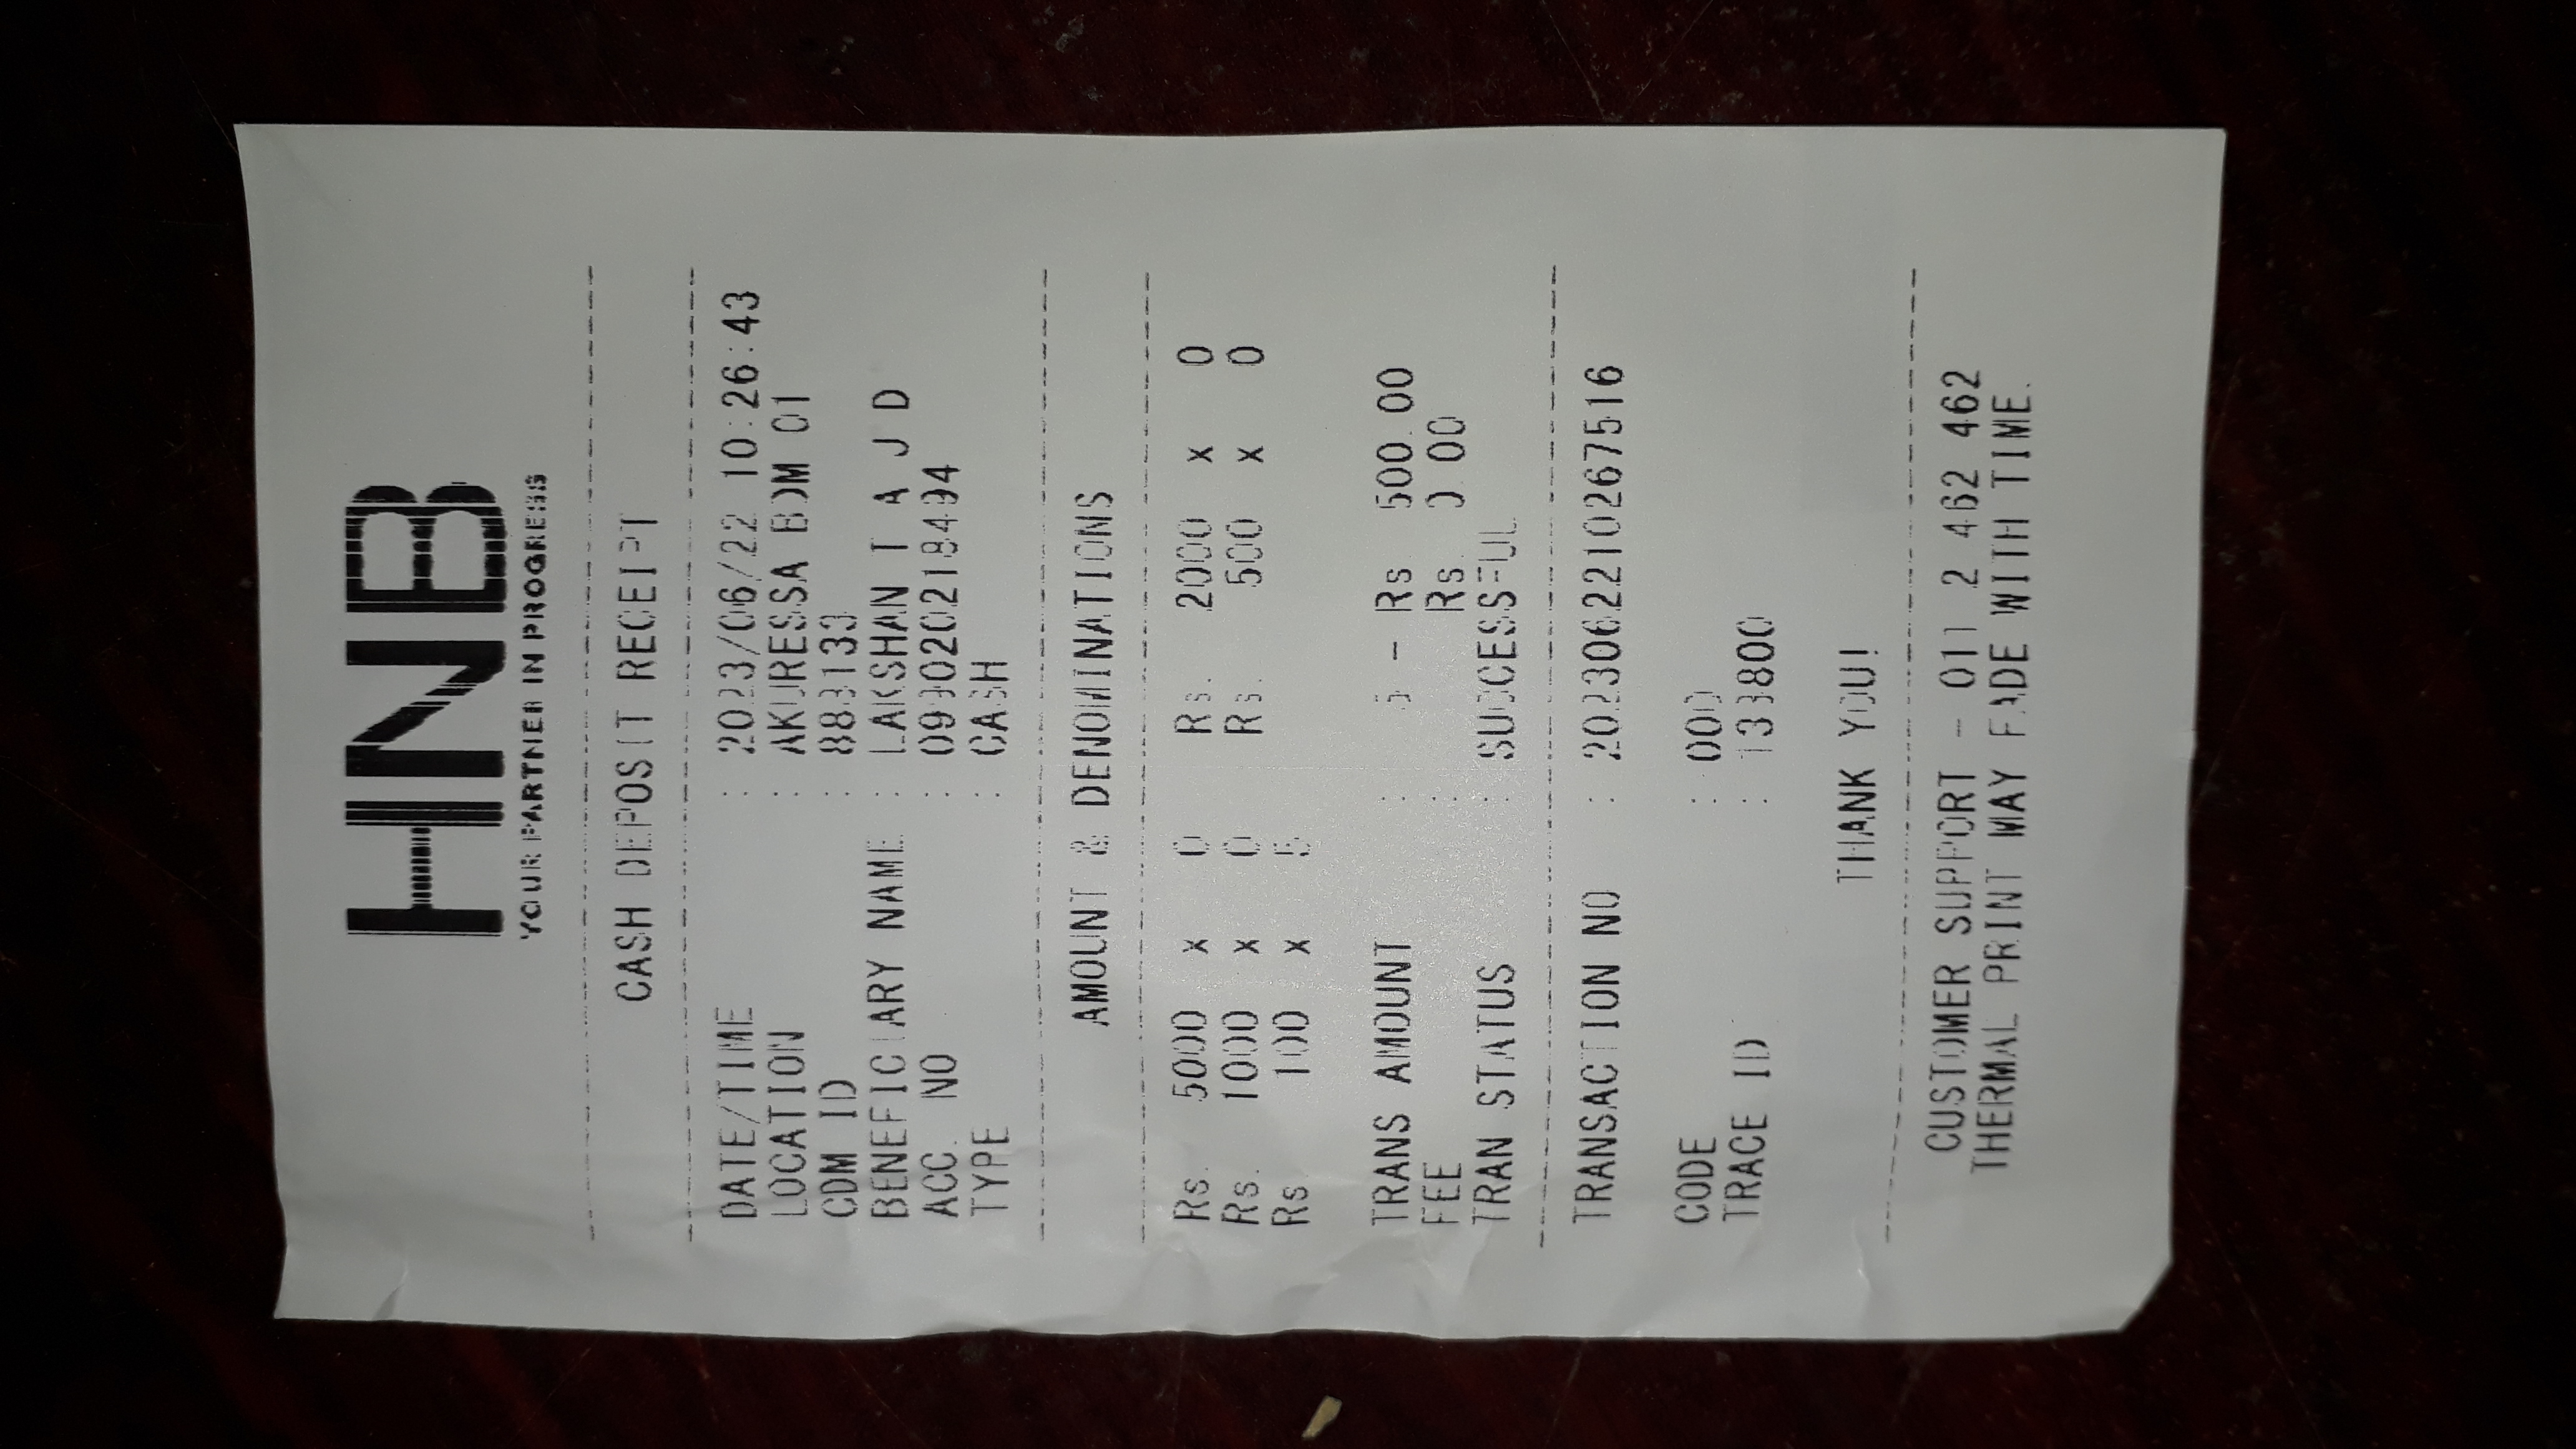 HNB
YOUR PARTNER IN PROGRESS
CASH DEPOSIT RECEIPT
DATE/TIME : 2023/06/22 10:26:43
LOCATION : AKURESSA BDM 01
CDM ID : 883133
BENEFICIARY NAME : LAKSHAN T A J D
ACC. NO :
TYPE : CASH
AMOUNT & DENOMINATIONS
Rs. 5000 x 0 Rs. 2000 x 0
Rs. 1000 x 0 Rs. 500 x 0
Rs. 100 x 5
TRANS AMOUNT : 5 - Rs 500.00
FEE : Rs. 0.00
TRAN STATUS : SUCCESSFUL
TRANSACTION NO : 2023062210267516
CODE : 000
TRACE ID : 133800
THANK YOU!
CUSTOMER SUPPORT - 011 2 462 462
THERMAL PRINT MAY FADE WITH TIME.